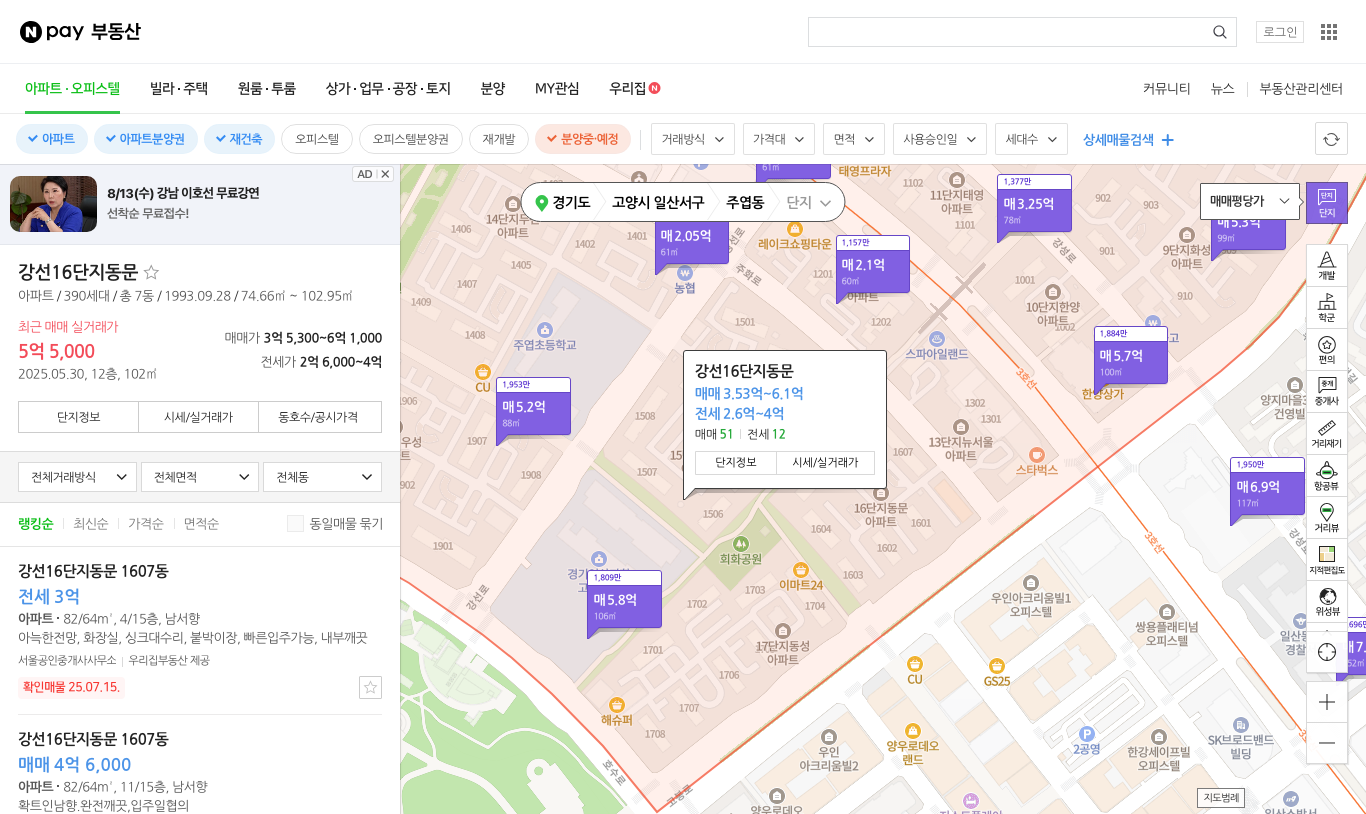 N pay 부동산
로그인
아파트·오피스텔
빌라·주택
원룸·투룸
상가·업무·공장·토지
분양
MY관심
우리집 N
커뮤니티
뉴스
부동산관리센터
아파트
아파트분양권
재건축
오피스텔
오피스텔분양권
재개발
분양중·예정
거래방식
가격대
면적
사용승인일
세대수
상세매물검색
8/13(수) 강남 이호선 무료강연
선착순 무료접수!
AD
강선16단지동문
아파트 / 390세대 / 총 7동 / 1993.09.28 / 74.66㎡ ~ 102.95㎡
최근 매매 실거래가
5억 5,000
2025.05.30, 12층, 102㎡
매매가 3억 5,300~6억 1,000
전세가 2억 6,000~4억
단지정보
시세/실거래가
동호수/공시가격
전체거래방식
전체면적
전체동
랭킹순
최신순
가격순
면적순
동일매물 묶기
강선16단지동문 1607동
전세 3억
아파트 · 82/64m², 4/15층, 남서향
아늑한전망, 화장실, 싱크대수리, 붙박이장, 빠른입주가능, 내부깨끗
서울공인중개사사무소 | 우리집부동산 제공
확인매물 25.07.15.
강선16단지동문 1607동
매매 4억 6,000
아파트 · 82/64m², 11/15층, 남서향
확트인남향.완전깨끗,입주일협의
경기도
고양시 일산서구
주엽동
단지
매매평당가
단지
단지
61㎡
태영프라자
1102
11단지태영
아파트
1101
1,377만
매3.25억
78㎡
902
903
901
매5.3억
99㎡
9단지화성
아파트
910
1406
1402
1401
1405
1407
1409
1408
매2.05억
61㎡
농협
레이크쇼핑타운
주화로
강선로
강성로
1201
1202
1,157만
매2.1억
60㎡
아파트
1001
1002
10단지한양
아파트
1501
주엽초등학교
스파아일랜드
1,884만
매5.7억
100㎡
한양상가
3호선
CU
1,953만
매5.2억
88㎡
1508
1507
1506
1907
1908
1902
1901
강선16단지동문
매매 3.53억~6.1억
전세 2.6억~4억
매매 51
전세 12
단지정보
시세/실거래가
1302
1301
13단지뉴서울
아파트
스타벅스
1,950만
매6.9억
117㎡
16단지동문
아파트
1604
1601
1602
1603
회화공원
이마트24
1,809만
매5.8억
106㎡
1702
1703
1704
1701
17단지동성
아파트
1706
1707
1708
강선로
해슈퍼
호수로
고봉로
3호선
우인아크리움빌1
오피스텔
쌍용플래티넘
오피스텔
CU
GS25
우인
아크리움빌2
양우로데오
랜드
양우로데오
2공영
한강세이프빌
오피스텔
SK브로드밴드
빌딩
52㎡
개발
학군
편의
중개
중개사
거리재기
항공뷰
거리뷰
지적편집도
위성뷰
지도범례